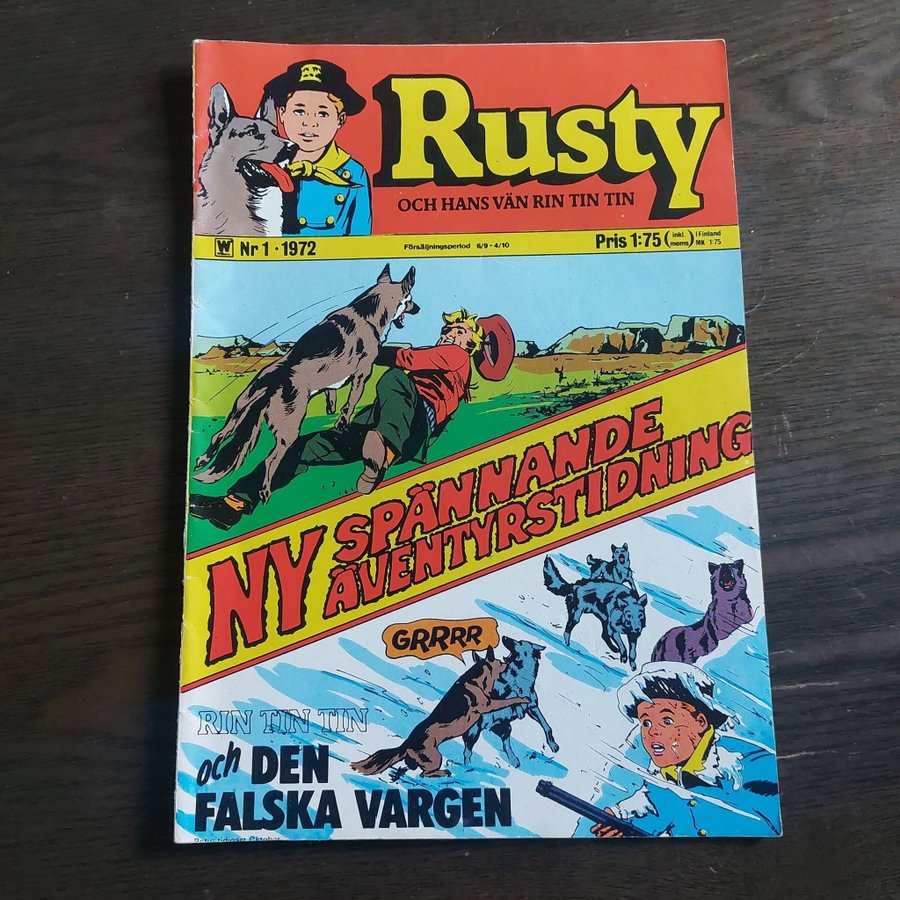 Rusty
OCH HANS VÄN RIN TIN TIN
W Nr 1 · 1972
Försäljningsperiod 6/9 - 4/10
Pris 1:75 (inkl. moms) I Finland MK 1:75
NY SPÄNNANDE
ÄVENTYRSTIDNING
GRRRR
RIN TIN TIN
och DEN
FALSKA VARGEN